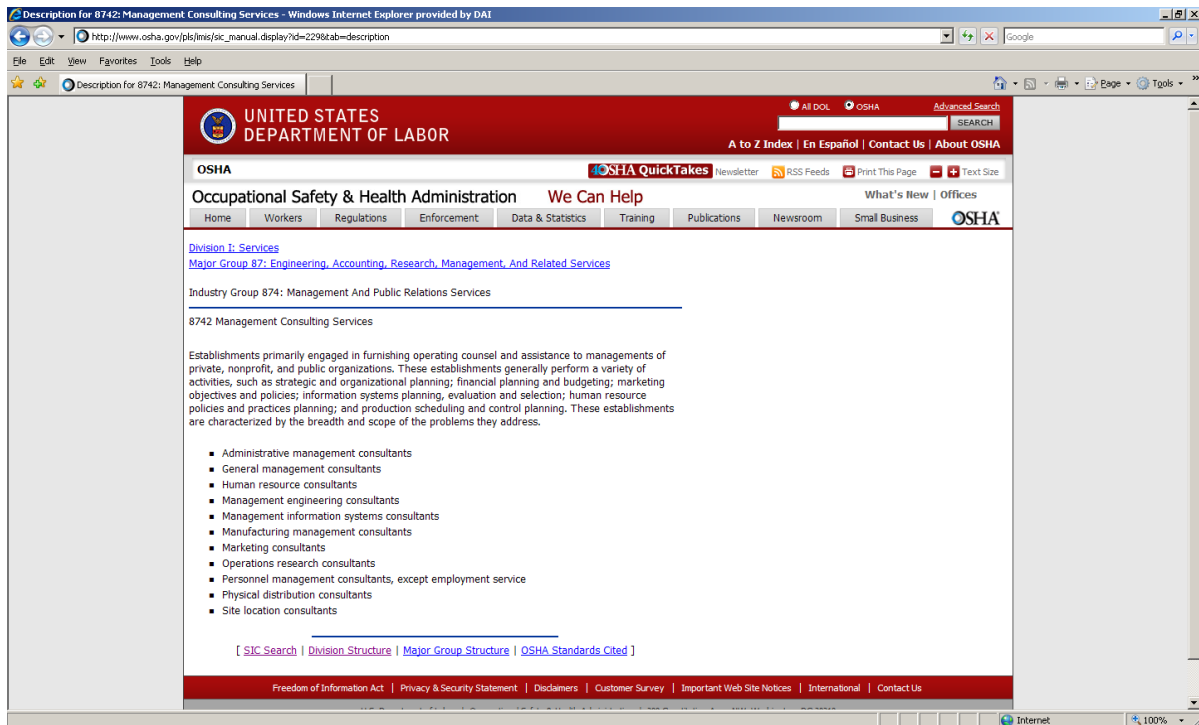 Description for 8742: Management Consulting Services - Windows Internet Explorer provided by DAI
http://www.osha.gov/pls/imis/sic_manual.display?id=229&tab=description
Google
File Edit View Favorites Tools Help
Description for 8742: Management Consulting Services
Page Tools
UNITED STATES
DEPARTMENT OF LABOR
All DOL OSHA Advanced Search
SEARCH
A to Z Index | En Español | Contact Us | About OSHA
OSHA
OSHA QuickTakes Newsletter RSS Feeds Print This Page Text Size
Occupational Safety & Health Administration We Can Help
What's New | Offices
Home Workers Regulations Enforcement Data & Statistics Training Publications Newsroom Small Business OSHA
Division I: Services
Major Group 87: Engineering, Accounting, Research, Management, And Related Services
Industry Group 874: Management And Public Relations Services
8742 Management Consulting Services
Establishments primarily engaged in furnishing operating counsel and assistance to managements of
private, nonprofit, and public organizations. These establishments generally perform a variety of
activities, such as strategic and organizational planning; financial planning and budgeting; marketing
objectives and policies; information systems planning, evaluation and selection; human resource
policies and practices planning; and production scheduling and control planning. These establishments
are characterized by the breadth and scope of the problems they address.
Administrative management consultants
General management consultants
Human resource consultants
Management engineering consultants
Management information systems consultants
Manufacturing management consultants
Marketing consultants
Operations research consultants
Personnel management consultants, except employment service
Physical distribution consultants
Site location consultants
[ SIC Search | Division Structure | Major Group Structure | OSHA Standards Cited ]
Freedom of Information Act | Privacy & Security Statement | Disclaimers | Customer Survey | Important Web Site Notices | International | Contact Us
Internet 100%